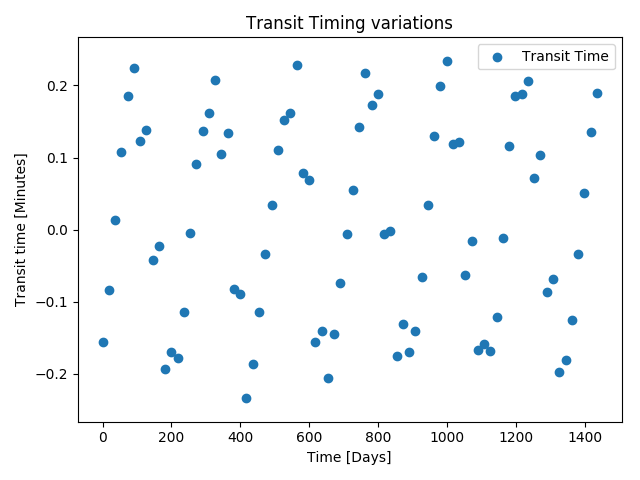 Transit Timing variations
Transit Time
Transit time [Minutes]
0.2
0.1
0.0
−0.1
−0.2
0 200 400 600 800 1000 1200 1400
Time [Days]